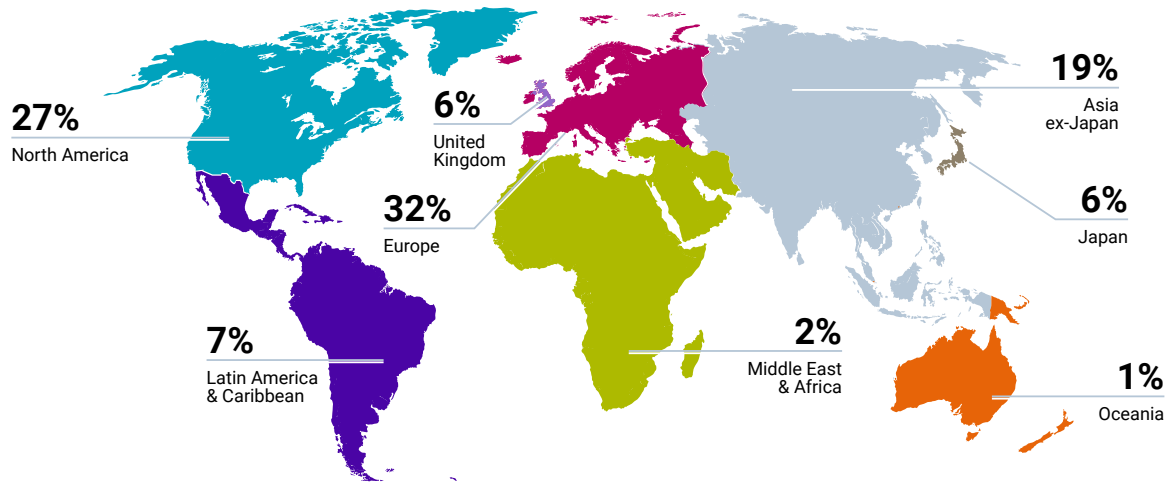 27%
North America
6%
United
Kingdom
32%
Europe
7%
Latin America
& Caribbean
2%
Middle East
& Africa
19%
Asia
ex-Japan
6%
Japan
1%
Oceania